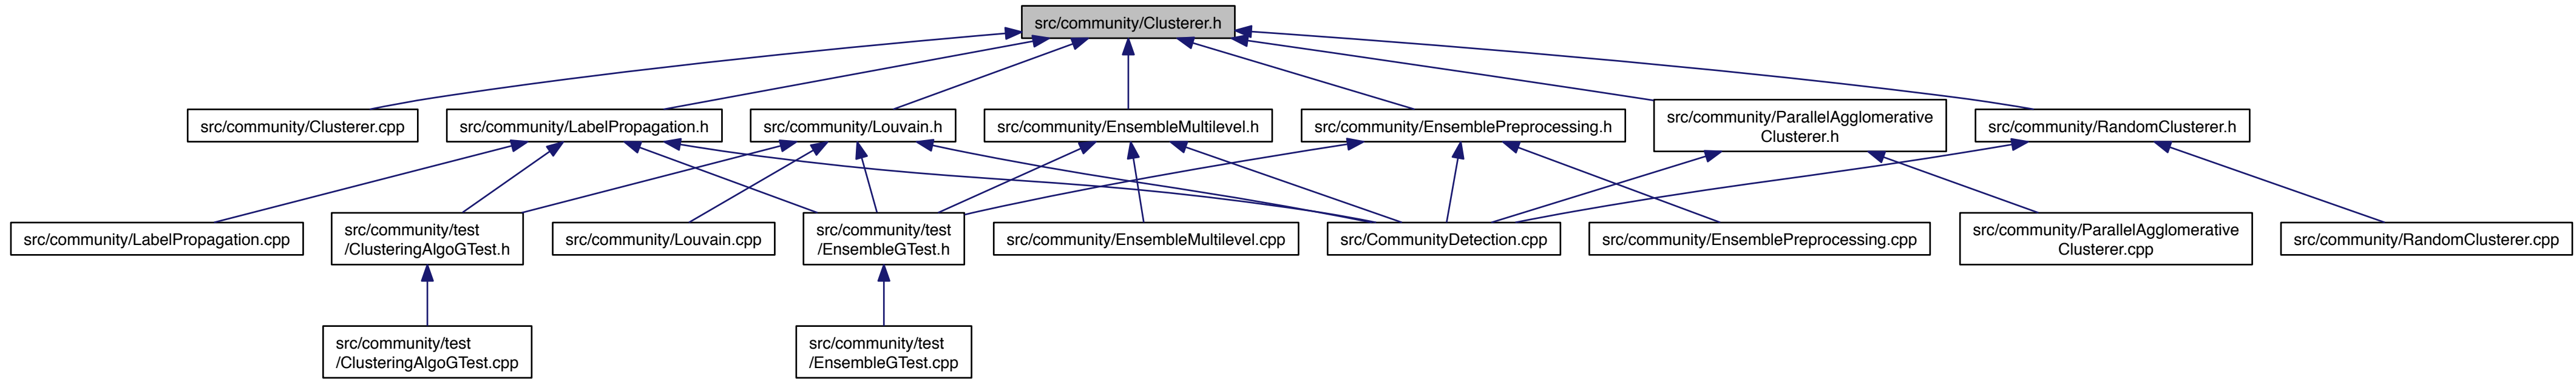 src/community/Clusterer.h
src/community/Clusterer.cpp
src/community/LabelPropagation.h
src/community/Louvain.h
src/community/EnsembleMultilevel.h
src/community/EnsemblePreprocessing.h
src/community/ParallelAgglomerative
Clusterer.h
src/community/RandomClusterer.h
src/community/LabelPropagation.cpp
src/community/test
/ClusteringAlgoGTest.h
src/community/Louvain.cpp
src/community/test
/EnsembleGTest.h
src/community/EnsembleMultilevel.cpp
src/CommunityDetection.cpp
src/community/EnsemblePreprocessing.cpp
src/community/ParallelAgglomerative
Clusterer.cpp
src/community/RandomClusterer.cpp
src/community/test
/ClusteringAlgoGTest.cpp
src/community/test
/EnsembleGTest.cpp